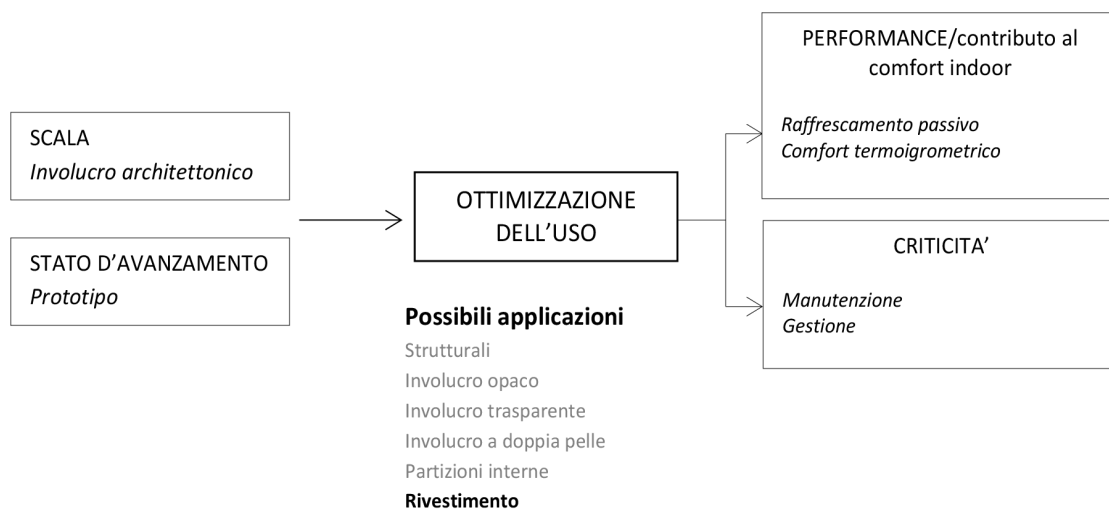 SCALA
Involucro architettonico
STATO D’AVANZAMENTO
Prototipo
OTTIMIZZAZIONE
DELL’USO
Possibili applicazioni
Strutturali
Involucro opaco
Involucro trasparente
Involucro a doppia pelle
Partizioni interne
Rivestimento
PERFORMANCE/contributo al
comfort indoor
Raffrescamento passivo
Comfort termoigrometrico
CRITICITA’
Manutenzione
Gestione